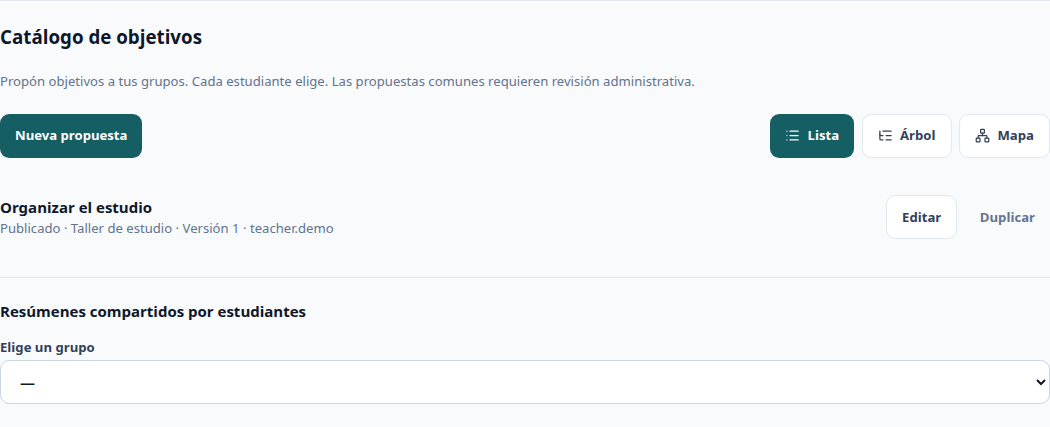 Catálogo de objetivos
Propón objetivos a tus grupos. Cada estudiante elige. Las propuestas comunes requieren revisión administrativa.
Nueva propuesta
Lista
Árbol
Mapa
Organizar el estudio
Publicado · Taller de estudio · Versión 1 · teacher.demo
Editar
Duplicar
Resúmenes compartidos por estudiantes
Elige un grupo
—